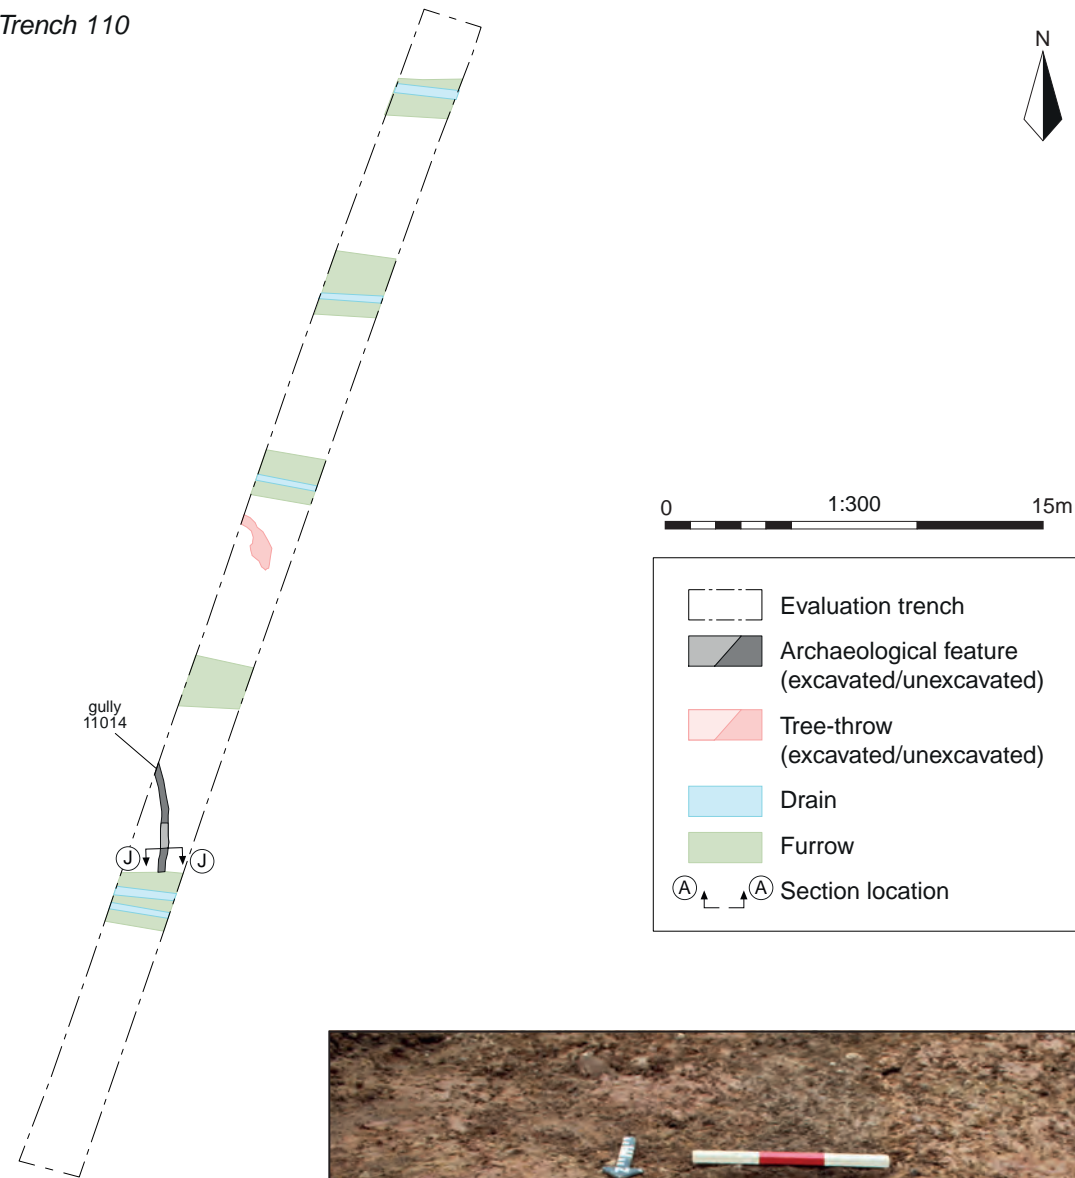 Trench 110
N
0 1:300 15m
Evaluation trench
Archaeological feature
(excavated/unexcavated)
Tree-throw
(excavated/unexcavated)
Drain
Furrow
A A Section location
gully
11014
J J